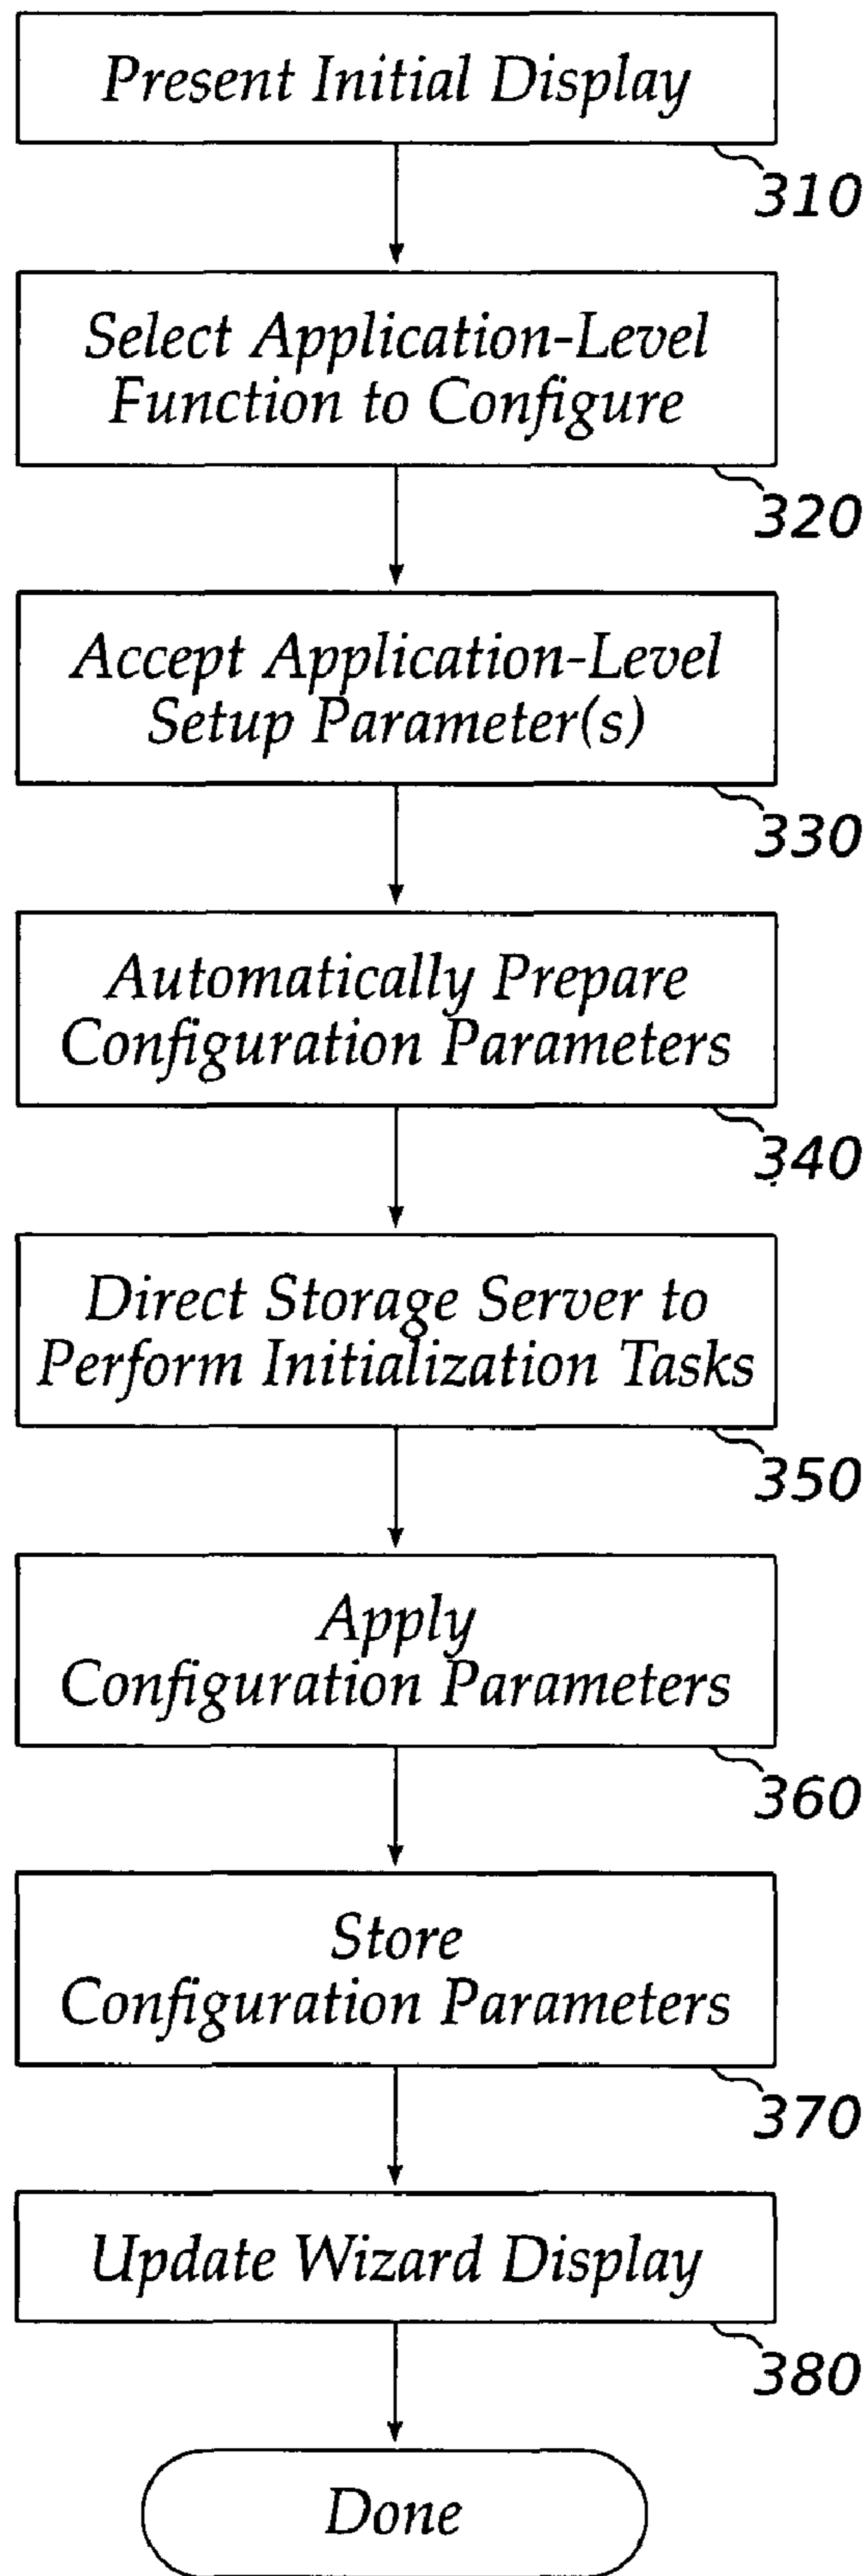 Present Initial Display
310
Select Application-Level
Function to Configure
320
Accept Application-Level
Setup Parameter(s)
330
Automatically Prepare
Configuration Parameters
340
Direct Storage Server to
Perform Initialization Tasks
350
Apply
Configuration Parameters
360
Store
Configuration Parameters
370
Update Wizard Display
380
Done